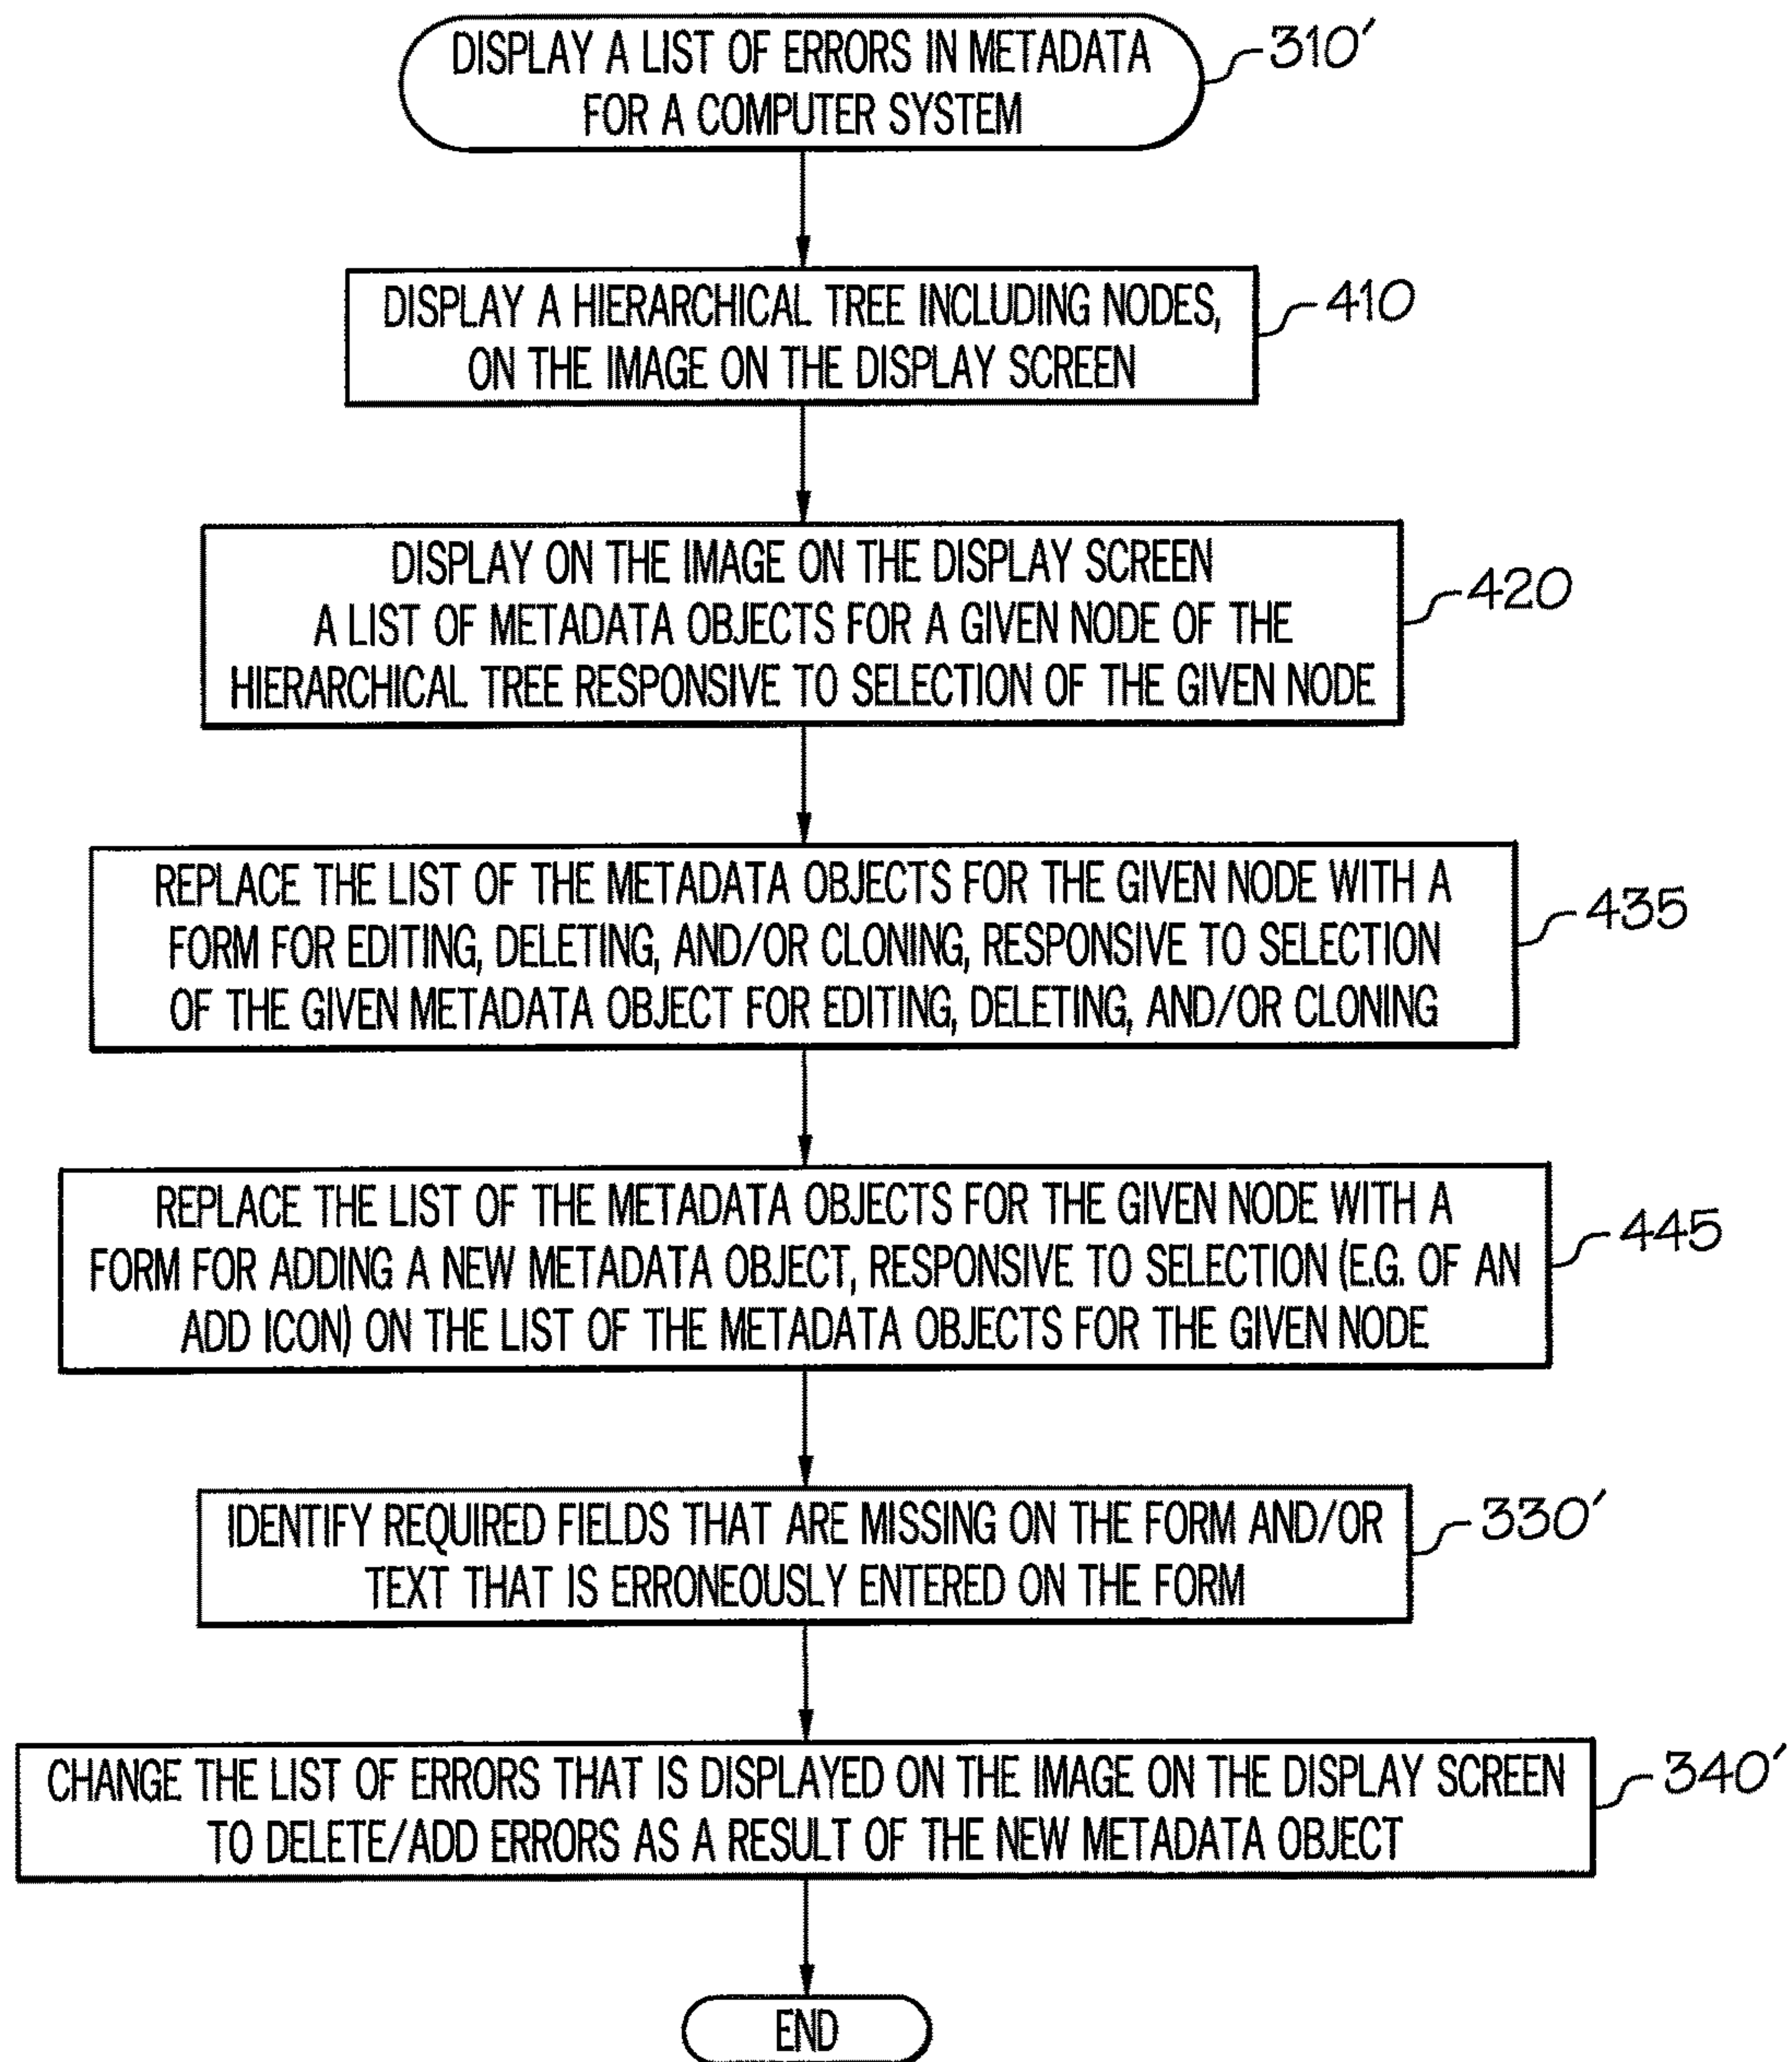 DISPLAY A LIST OF ERRORS IN METADATA
FOR A COMPUTER SYSTEM
310'
DISPLAY A HIERARCHICAL TREE INCLUDING NODES,
ON THE IMAGE ON THE DISPLAY SCREEN
410
DISPLAY ON THE IMAGE ON THE DISPLAY SCREEN
A LIST OF METADATA OBJECTS FOR A GIVEN NODE OF THE
HIERARCHICAL TREE RESPONSIVE TO SELECTION OF THE GIVEN NODE
420
REPLACE THE LIST OF THE METADATA OBJECTS FOR THE GIVEN NODE WITH A
FORM FOR EDITING, DELETING, AND/OR CLONING, RESPONSIVE TO SELECTION
OF THE GIVEN METADATA OBJECT FOR EDITING, DELETING, AND/OR CLONING
435
REPLACE THE LIST OF THE METADATA OBJECTS FOR THE GIVEN NODE WITH A
FORM FOR ADDING A NEW METADATA OBJECT, RESPONSIVE TO SELECTION (E.G. OF AN
ADD ICON) ON THE LIST OF THE METADATA OBJECTS FOR THE GIVEN NODE
445
IDENTIFY REQUIRED FIELDS THAT ARE MISSING ON THE FORM AND/OR
TEXT THAT IS ERRONEOUSLY ENTERED ON THE FORM
330'
CHANGE THE LIST OF ERRORS THAT IS DISPLAYED ON THE IMAGE ON THE DISPLAY SCREEN
TO DELETE/ADD ERRORS AS A RESULT OF THE NEW METADATA OBJECT
340'
END